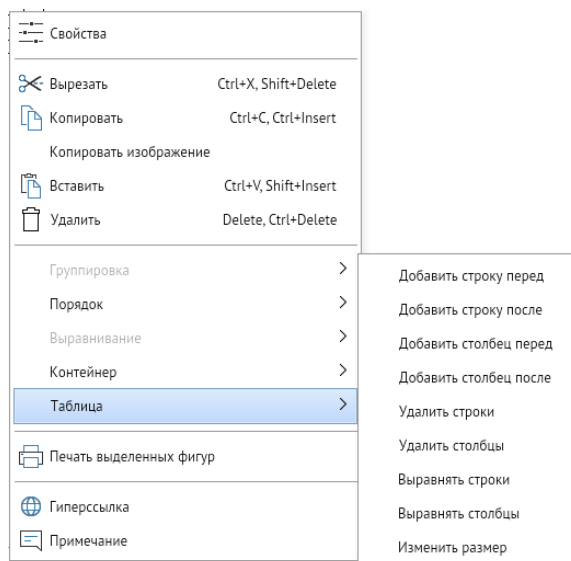 Свойства
Вырезать Ctrl+X, Shift+Delete
Копировать Ctrl+C, Ctrl+Insert
Копировать изображение
Вставить Ctrl+V, Shift+Insert
Удалить Delete, Ctrl+Delete
Группировка
Порядок
Выравнивание
Контейнер
Таблица
Печать выделенных фигур
Гиперссылка
Примечание
Добавить строку перед
Добавить строку после
Добавить столбец перед
Добавить столбец после
Удалить строки
Удалить столбцы
Выравнять строки
Выравнять столбцы
Изменить размер